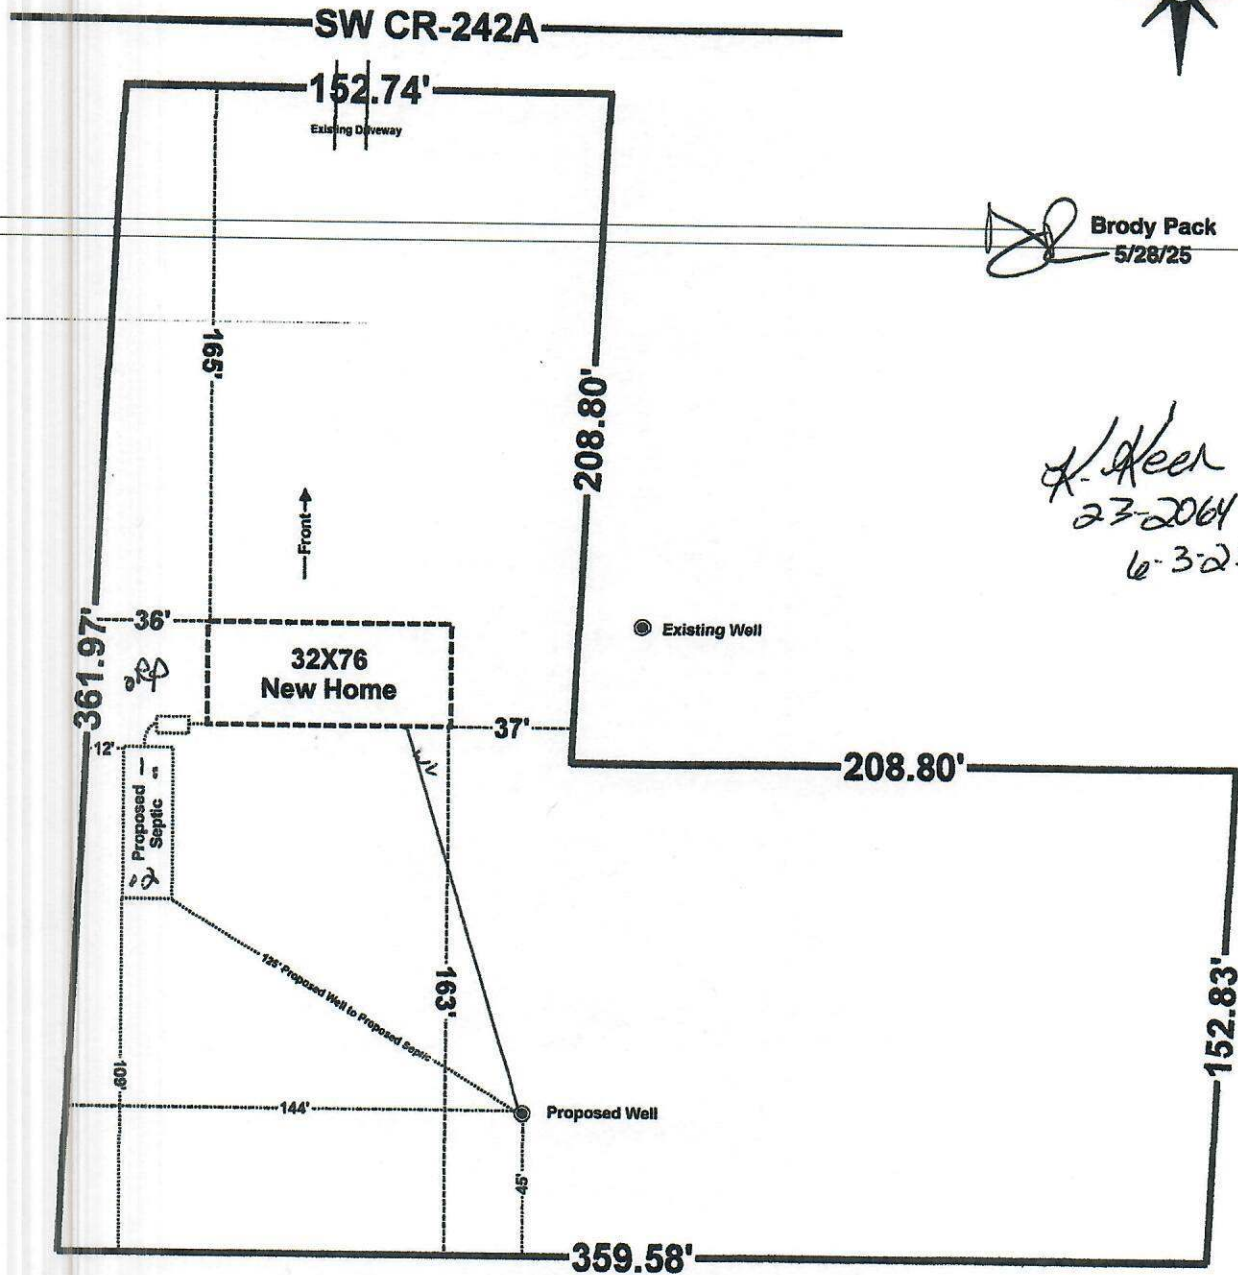 SW CR-242A
152.74'
Existing Driveway
Brody Pack
5/28/25
165'
208.80'
K. Keen
23-2064
Front
36'
Existing Well
361.97'
32X76
New Home
37'
12'
208.80'
Proposed
Septic
125' Proposed Well to Proposed Septic
163'
152.83'
109'
144'
Proposed Well
45'
359.58'